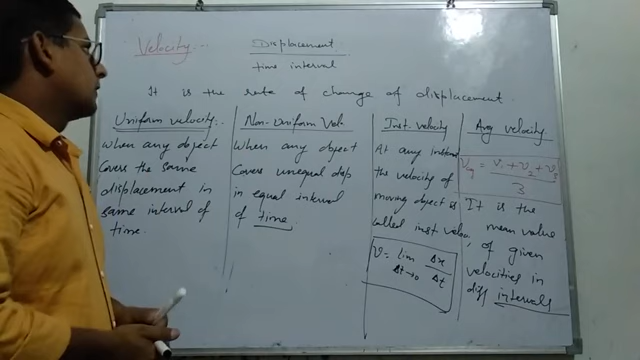 Velocity...
Displacement
time interval
It is the rate of change of displacement.
Uniform velocity:.
When any object
Covers the same
displacement in
same interval of
time.
Non-Uniform Vel.
When any object
Covers unequal disp
in equal interval
of time.
Inst. velocity
At any instant
the velocity of
moving object is
called inst veloc,
V = lim Δx
Δt→0 Δt
Avg velocity.
= v1 + v2 + v3
3
It is the
mean value
of given
velocities in
diff intervals